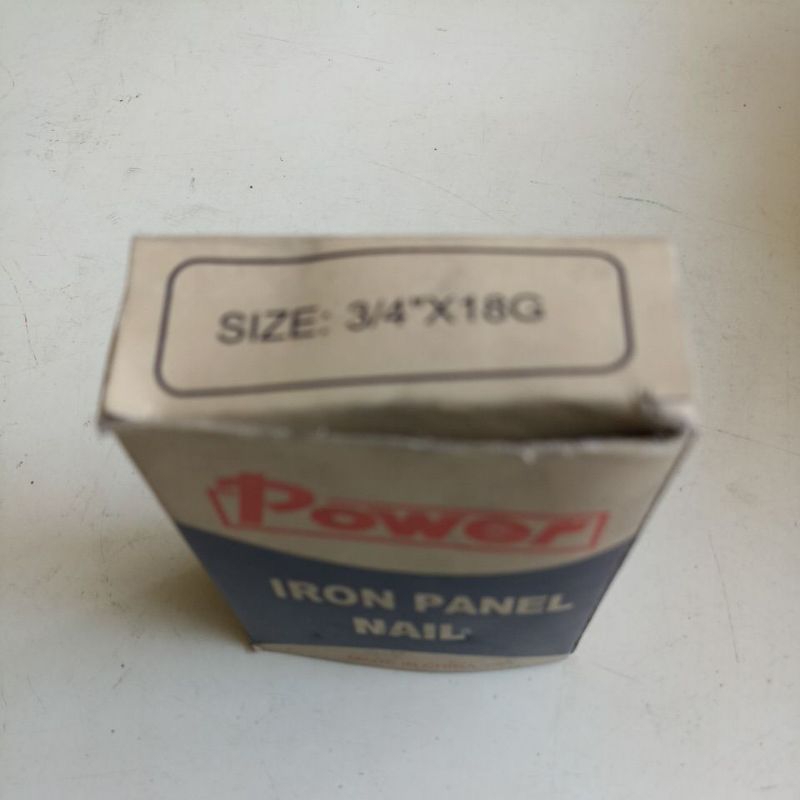 SIZE: 3/4"X18G
Power
IRON PANEL
NAIL